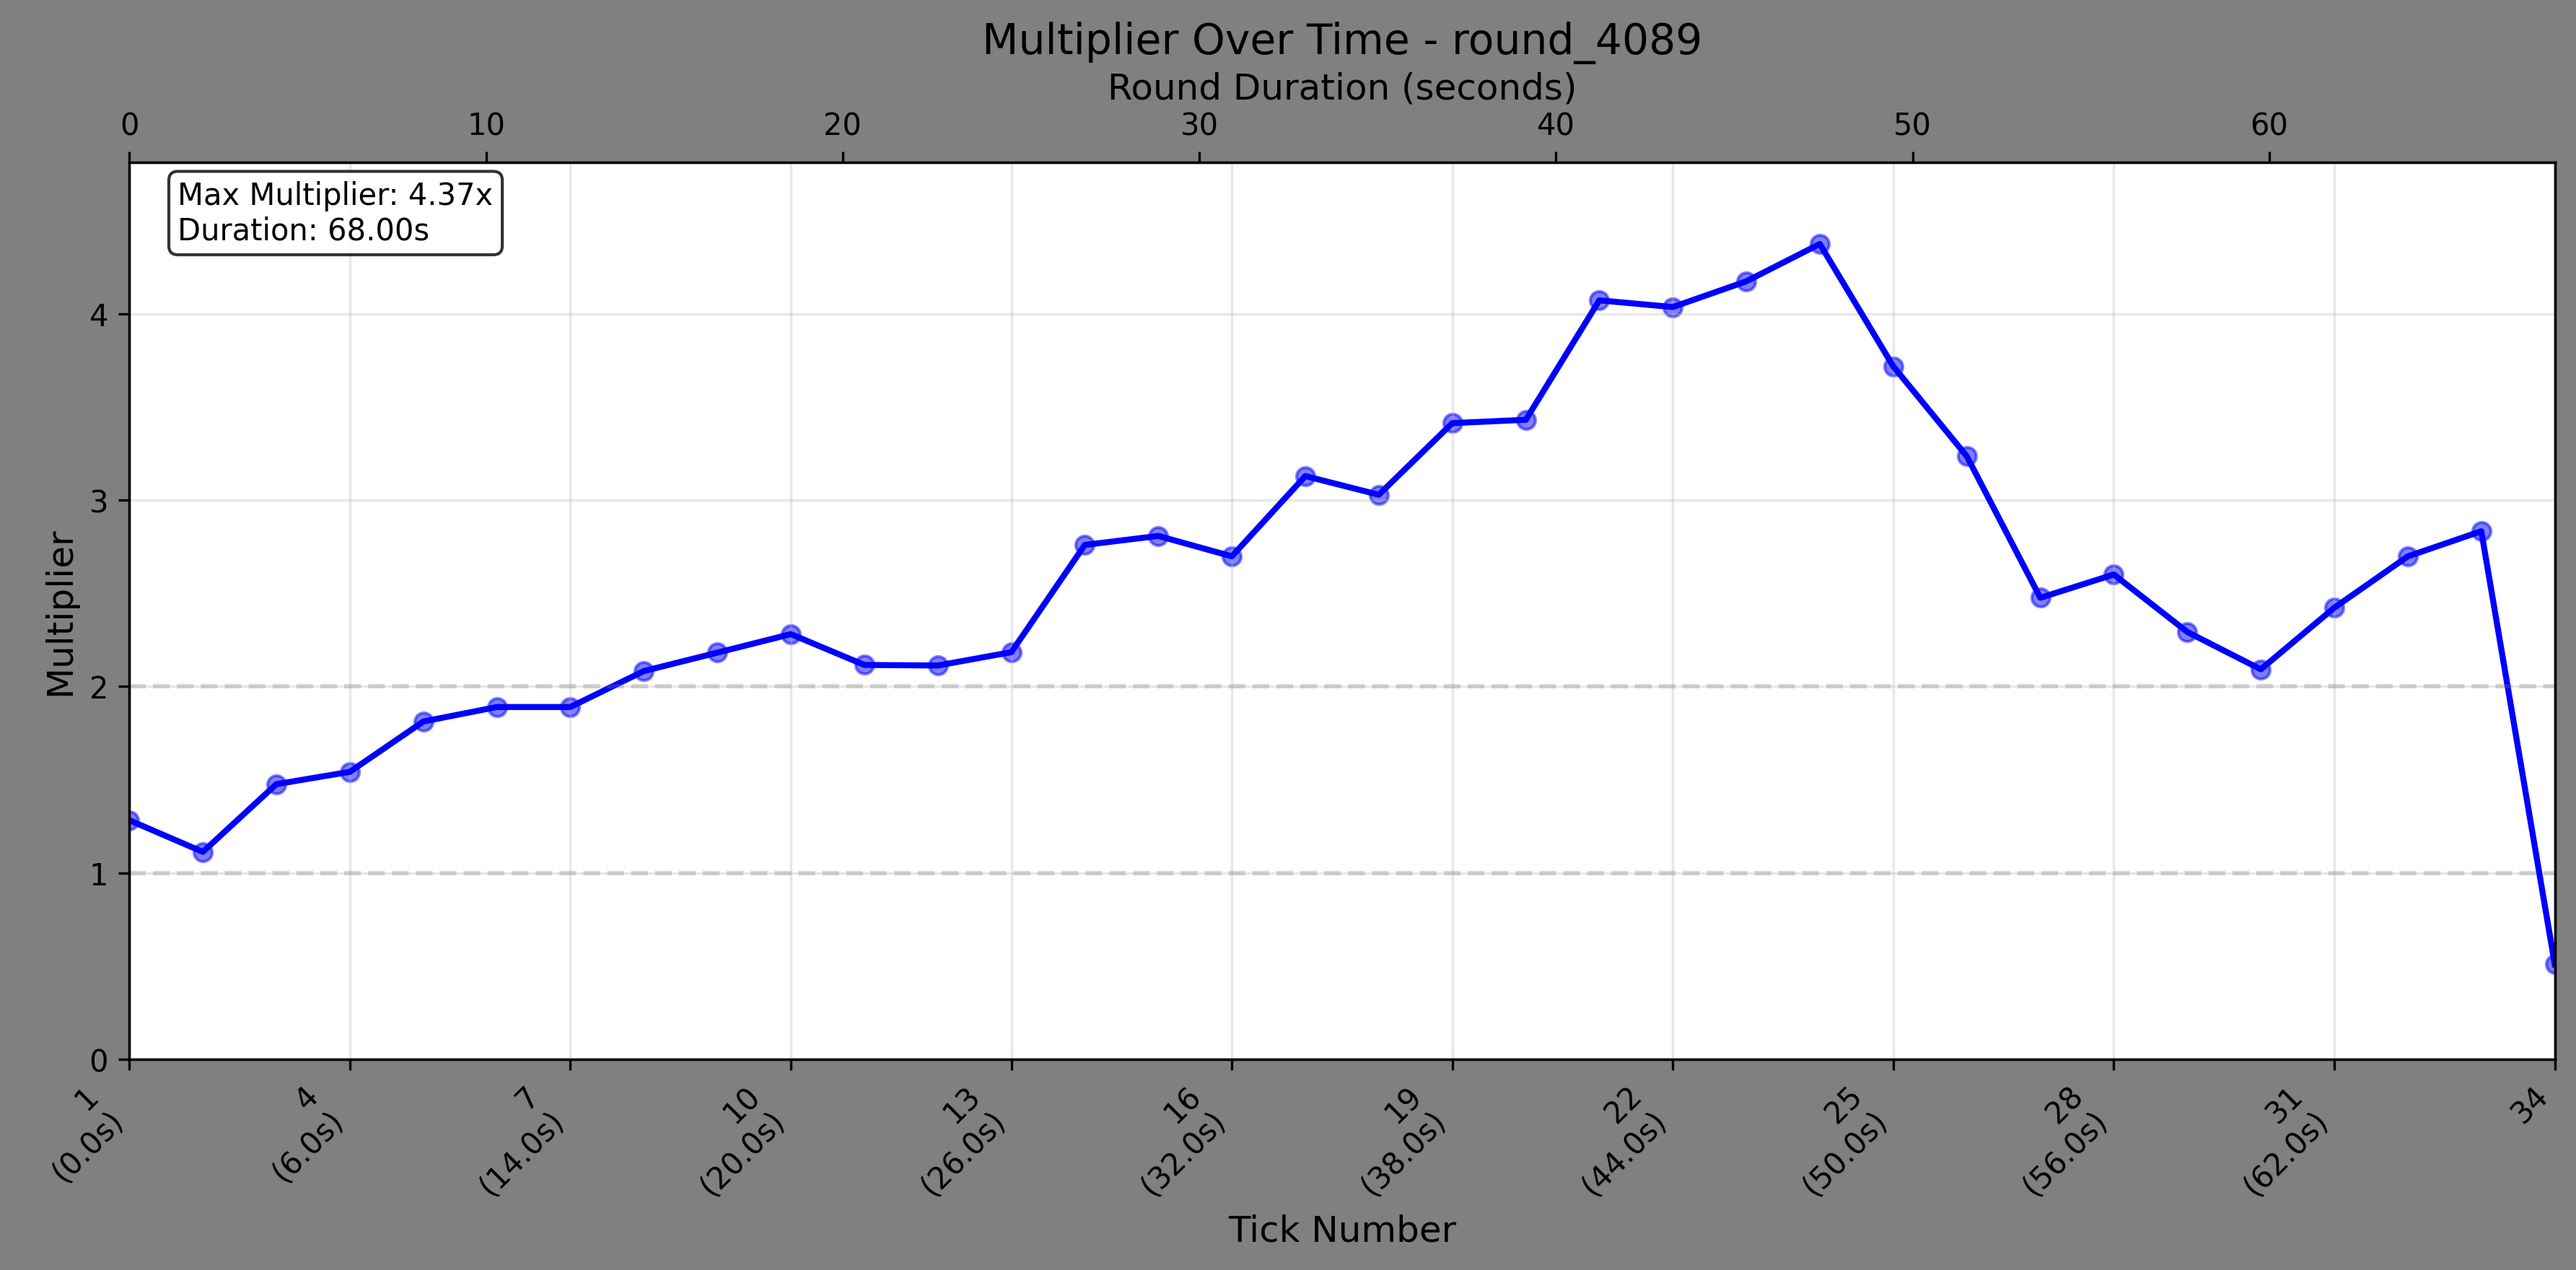 Multiplier Over Time - round_4089
Round Duration (seconds)
0 10 20 30 40 50 60
Max Multiplier: 4.37x
Duration: 68.00s
Multiplier
4
3
2
1
0
1
(0.0s)
4
(6.0s)
7
(14.0s)
10
(20.0s)
13
(26.0s)
16
(32.0s)
19
(38.0s)
22
(44.0s)
25
(50.0s)
28
(56.0s)
31
(62.0s)
34
Tick Number